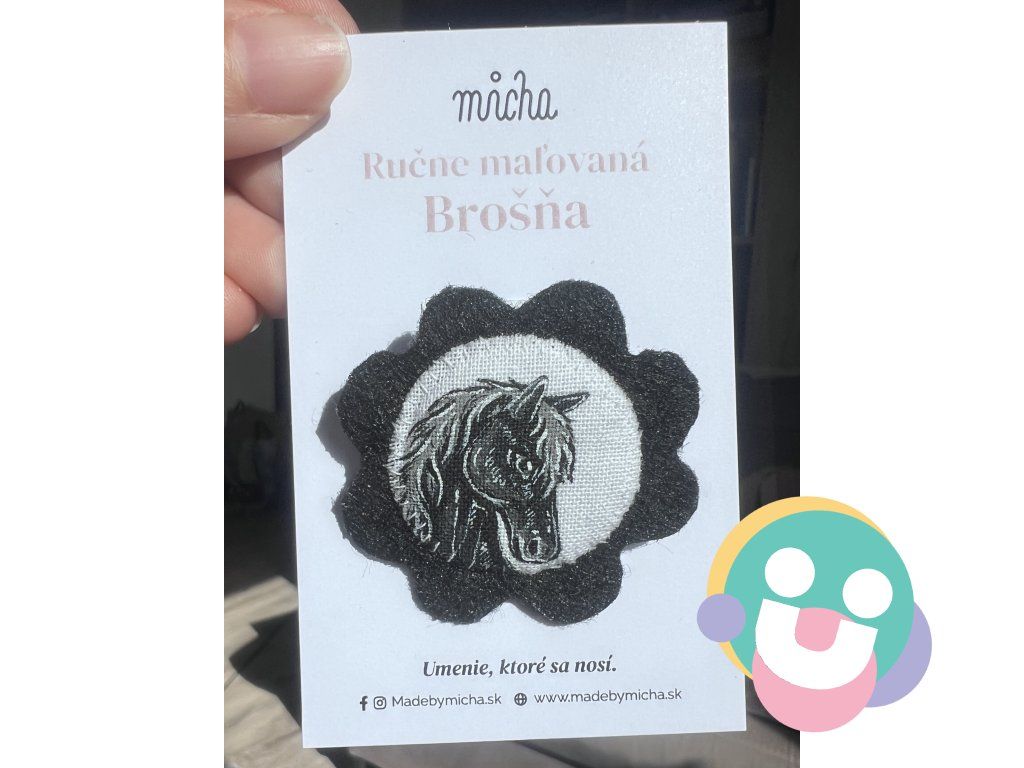 micha
Ručne maľovaná
Brošňa
Umenie, ktoré sa nosí.
Madebymicha.sk www.madebymicha.sk